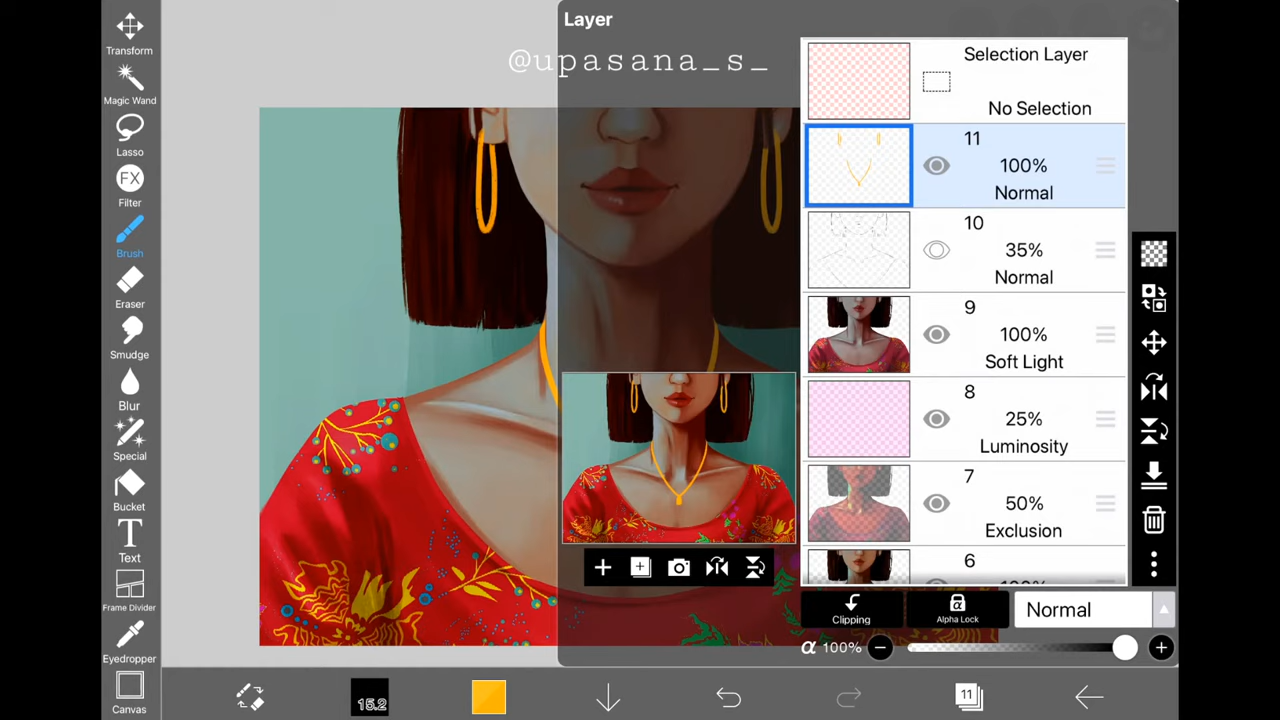 Layer
@upasana_s_
Transform
Magic Wand
Lasso
Filter
FX
Brush
Eraser
Smudge
Blur
Special
Bucket
T
Text
Frame Divider
Eyedropper
Canvas
Selection Layer
No Selection
11
100%
Normal
10
35%
Normal
9
100%
Soft Light
8
25%
Luminosity
7
50%
Exclusion
6
Clipping
α
Alpha Lock
Normal
α 100%
15.2
11